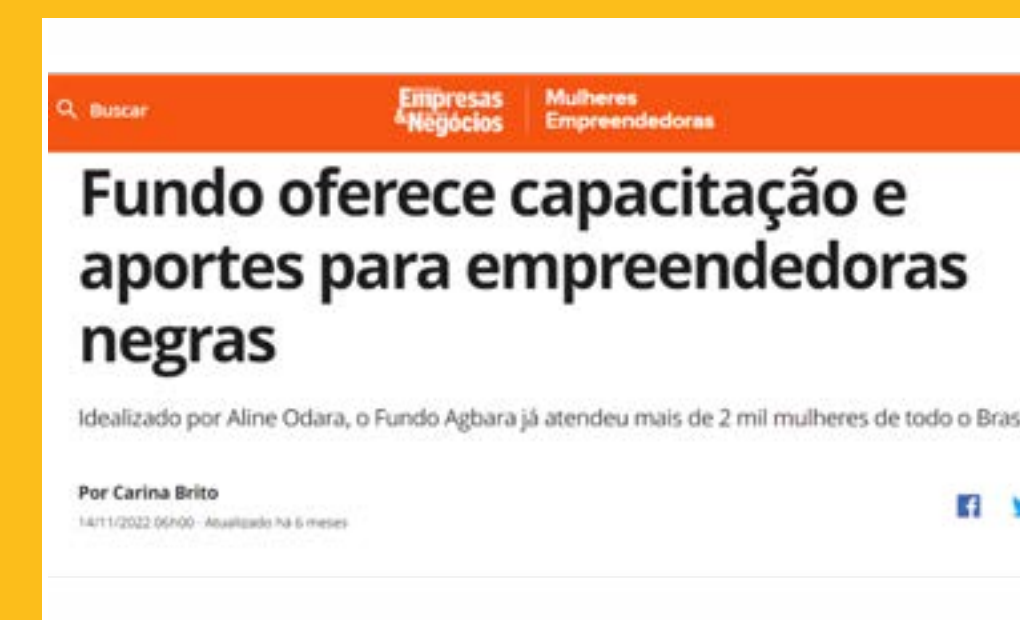 Buscar
Empresas
&Negócios
Mulheres
Empreendedoras
Fundo oferece capacitação e
aportes para empreendedoras
negras
Idealizado por Aline Odara, o Fundo Agbara já atendeu mais de 2 mil mulheres de todo o Bras
Por Carina Brito
14/11/2022 06h00 · Atualizado há 6 meses